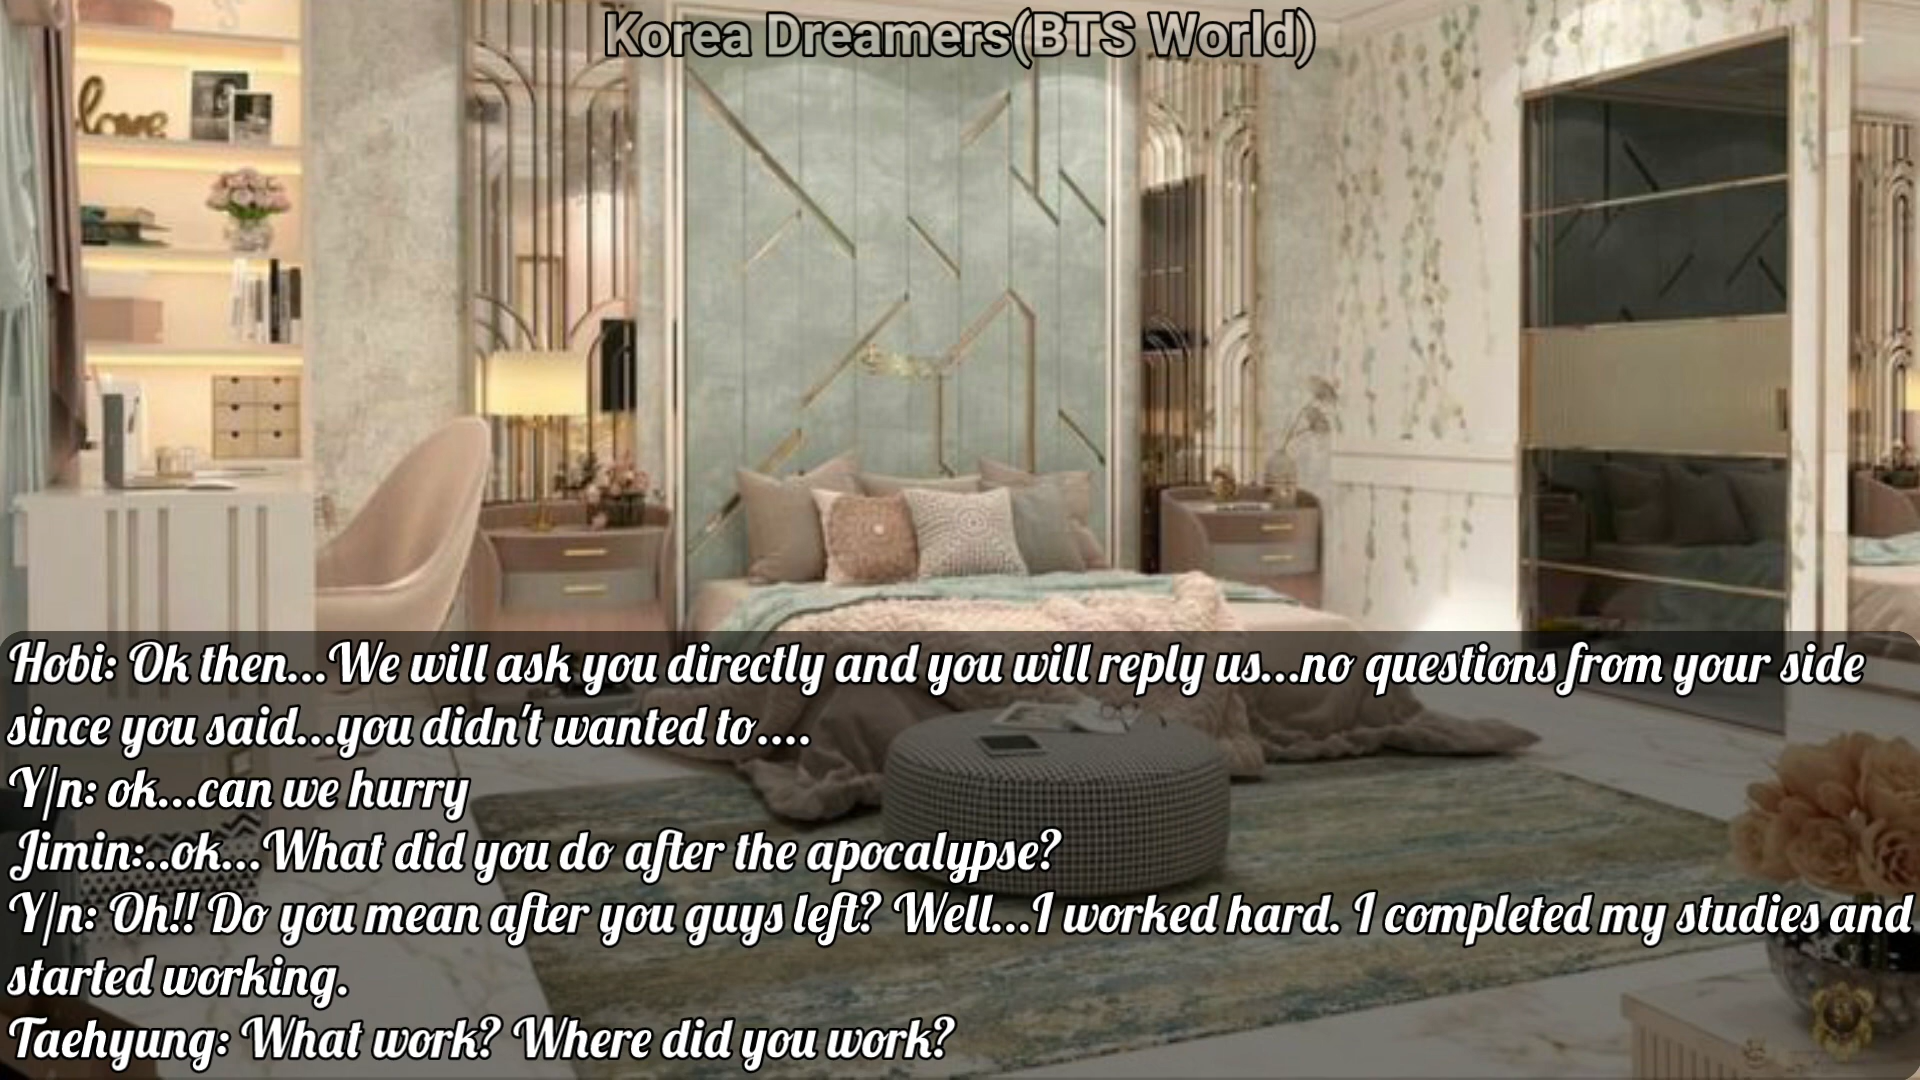 Korea Dreamers(BTS World)
love
Hobi: Ok then...We will ask you directly and you will reply us...no questions from your side
since you said...you didn't wanted to....
Y/n: ok...can we hurry
Jimin:..ok...What did you do after the apocalypse?
Y/n: Oh!! Do you mean after you guys left? Well...I worked hard. I completed my studies and
started working.
Taehyung: What work? Where did you work?